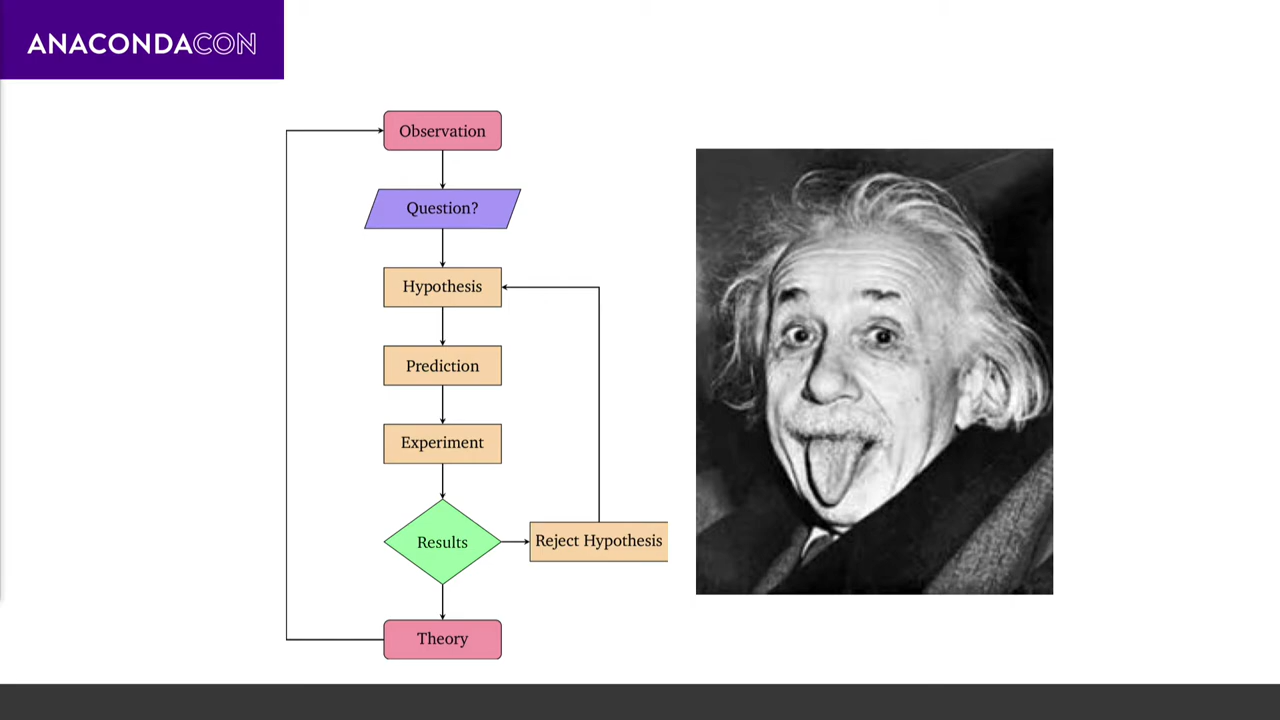 ANACONDACON
Observation
Question?
Hypothesis
Prediction
Experiment
Results
Reject Hypothesis
Theory